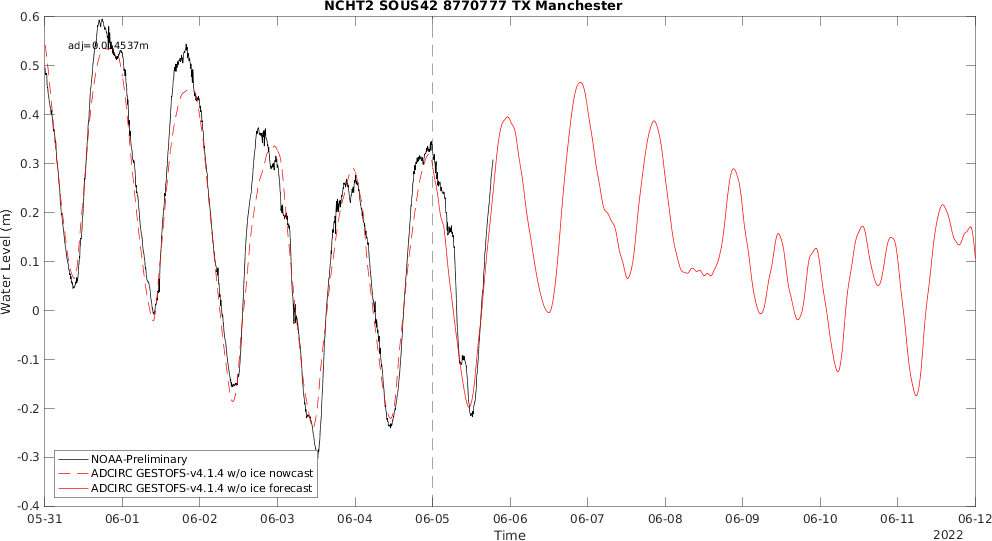 NCHT2 SOUS42 8770777 TX Manchester
0.6
0.5
0.4
0.3
0.2
0.1
0
-0.1
-0.2
-0.3
-0.4
Water Level (m)
NOAA-Preliminary
ADCIRC GESTOFS-v4.1.4 w/o ice nowcast
ADCIRC GESTOFS-v4.1.4 w/o ice forecast
05-31 06-01 06-02 06-03 06-04 06-05 06-06 06-07 06-08 06-09 06-10 06-11 06-12
Time
2022